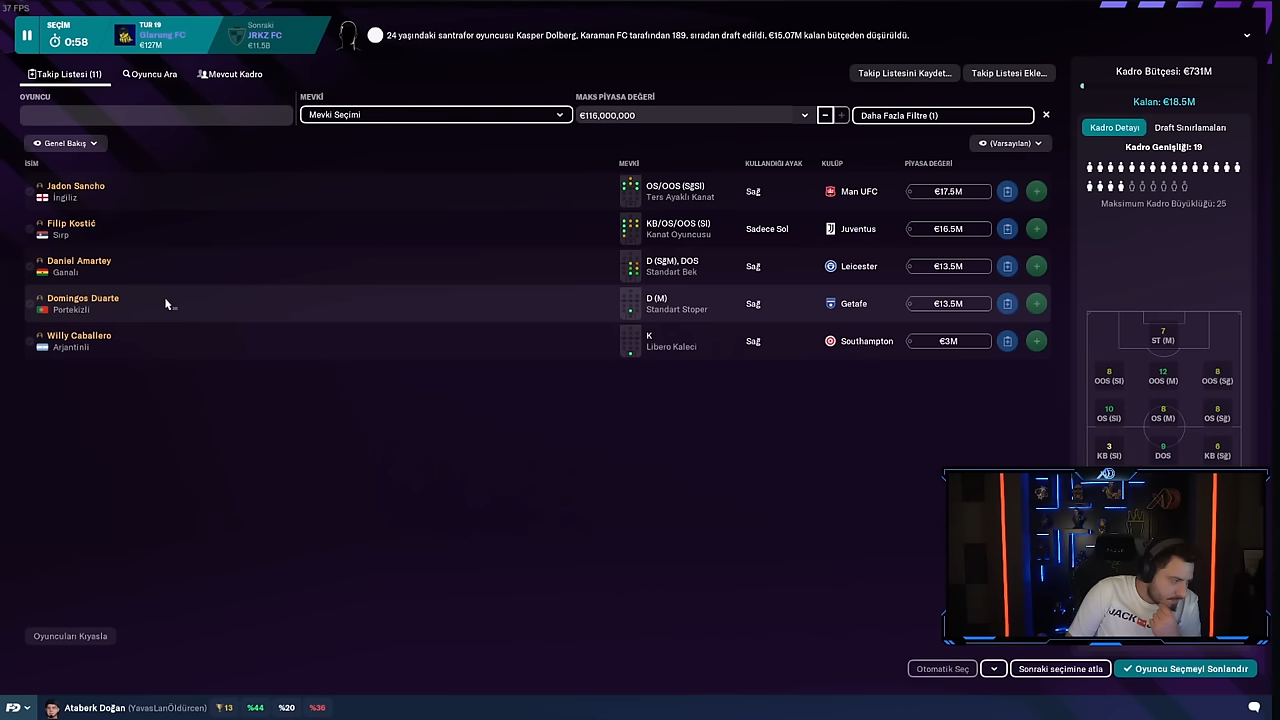 37 FPS
SEÇİM
0:58
TUR 19
Glarung FC
€127M
Sonraki
JRKZ FC
€11.5B
24 yaşındaki santrafor oyuncusu Kasper Dolberg, Karaman FC tarafından 189. sıradan draft edildi. €15.07M kalan bütçeden düşürüldü.
Takip Listesi (11)
Oyuncu Ara
Mevcut Kadro
Takip Listesini Kaydet...
Takip Listesi Ekle...
OYUNCU
MEVKİ
MAKS PİYASA DEĞERİ
Mevki Seçimi
€116,000,000
Daha Fazla Filtre (1)
Genel Bakış
(Varsayılan)
İSİM
MEVKİ
KULLANDIĞI AYAK
KULÜP
PİYASA DEĞERİ
Jadon Sancho
İngiliz
OS/OOS (SğSl)
Ters Ayaklı Kanat
Sağ
Man UFC
€17.5M
Filip Kostić
Sırp
KB/OS/OOS (Sl)
Kanat Oyuncusu
Sadece Sol
Juventus
€16.5M
Daniel Amartey
Ganalı
D (SğM), DOS
Standart Bek
Sağ
Leicester
€13.5M
Domingos Duarte
Portekizli
D (M)
Standart Stoper
Sağ
Getafe
€13.5M
Willy Caballero
Arjantinli
K
Libero Kaleci
Sağ
Southampton
€3M
Kadro Bütçesi: €731M
Kalan: €18.5M
Kadro Detayı
Draft Sınırlamaları
Kadro Genişliği: 19
Maksimum Kadro Büyüklüğü: 25
7
ST (M)
8
OOS (Sl)
12
OOS (M)
8
OOS (Sğ)
10
OS (Sl)
8
OS (M)
8
OS (Sğ)
3
KB (Sl)
9
DOS
6
KB (Sğ)
Oyuncuları Kıyasla
Otomatik Seç
Sonraki seçimine atla
Oyuncu Seçmeyi Sonlandır
FD
Ataberk Doğan (YavasLanÖldürcen)
13
%44
%20
%36